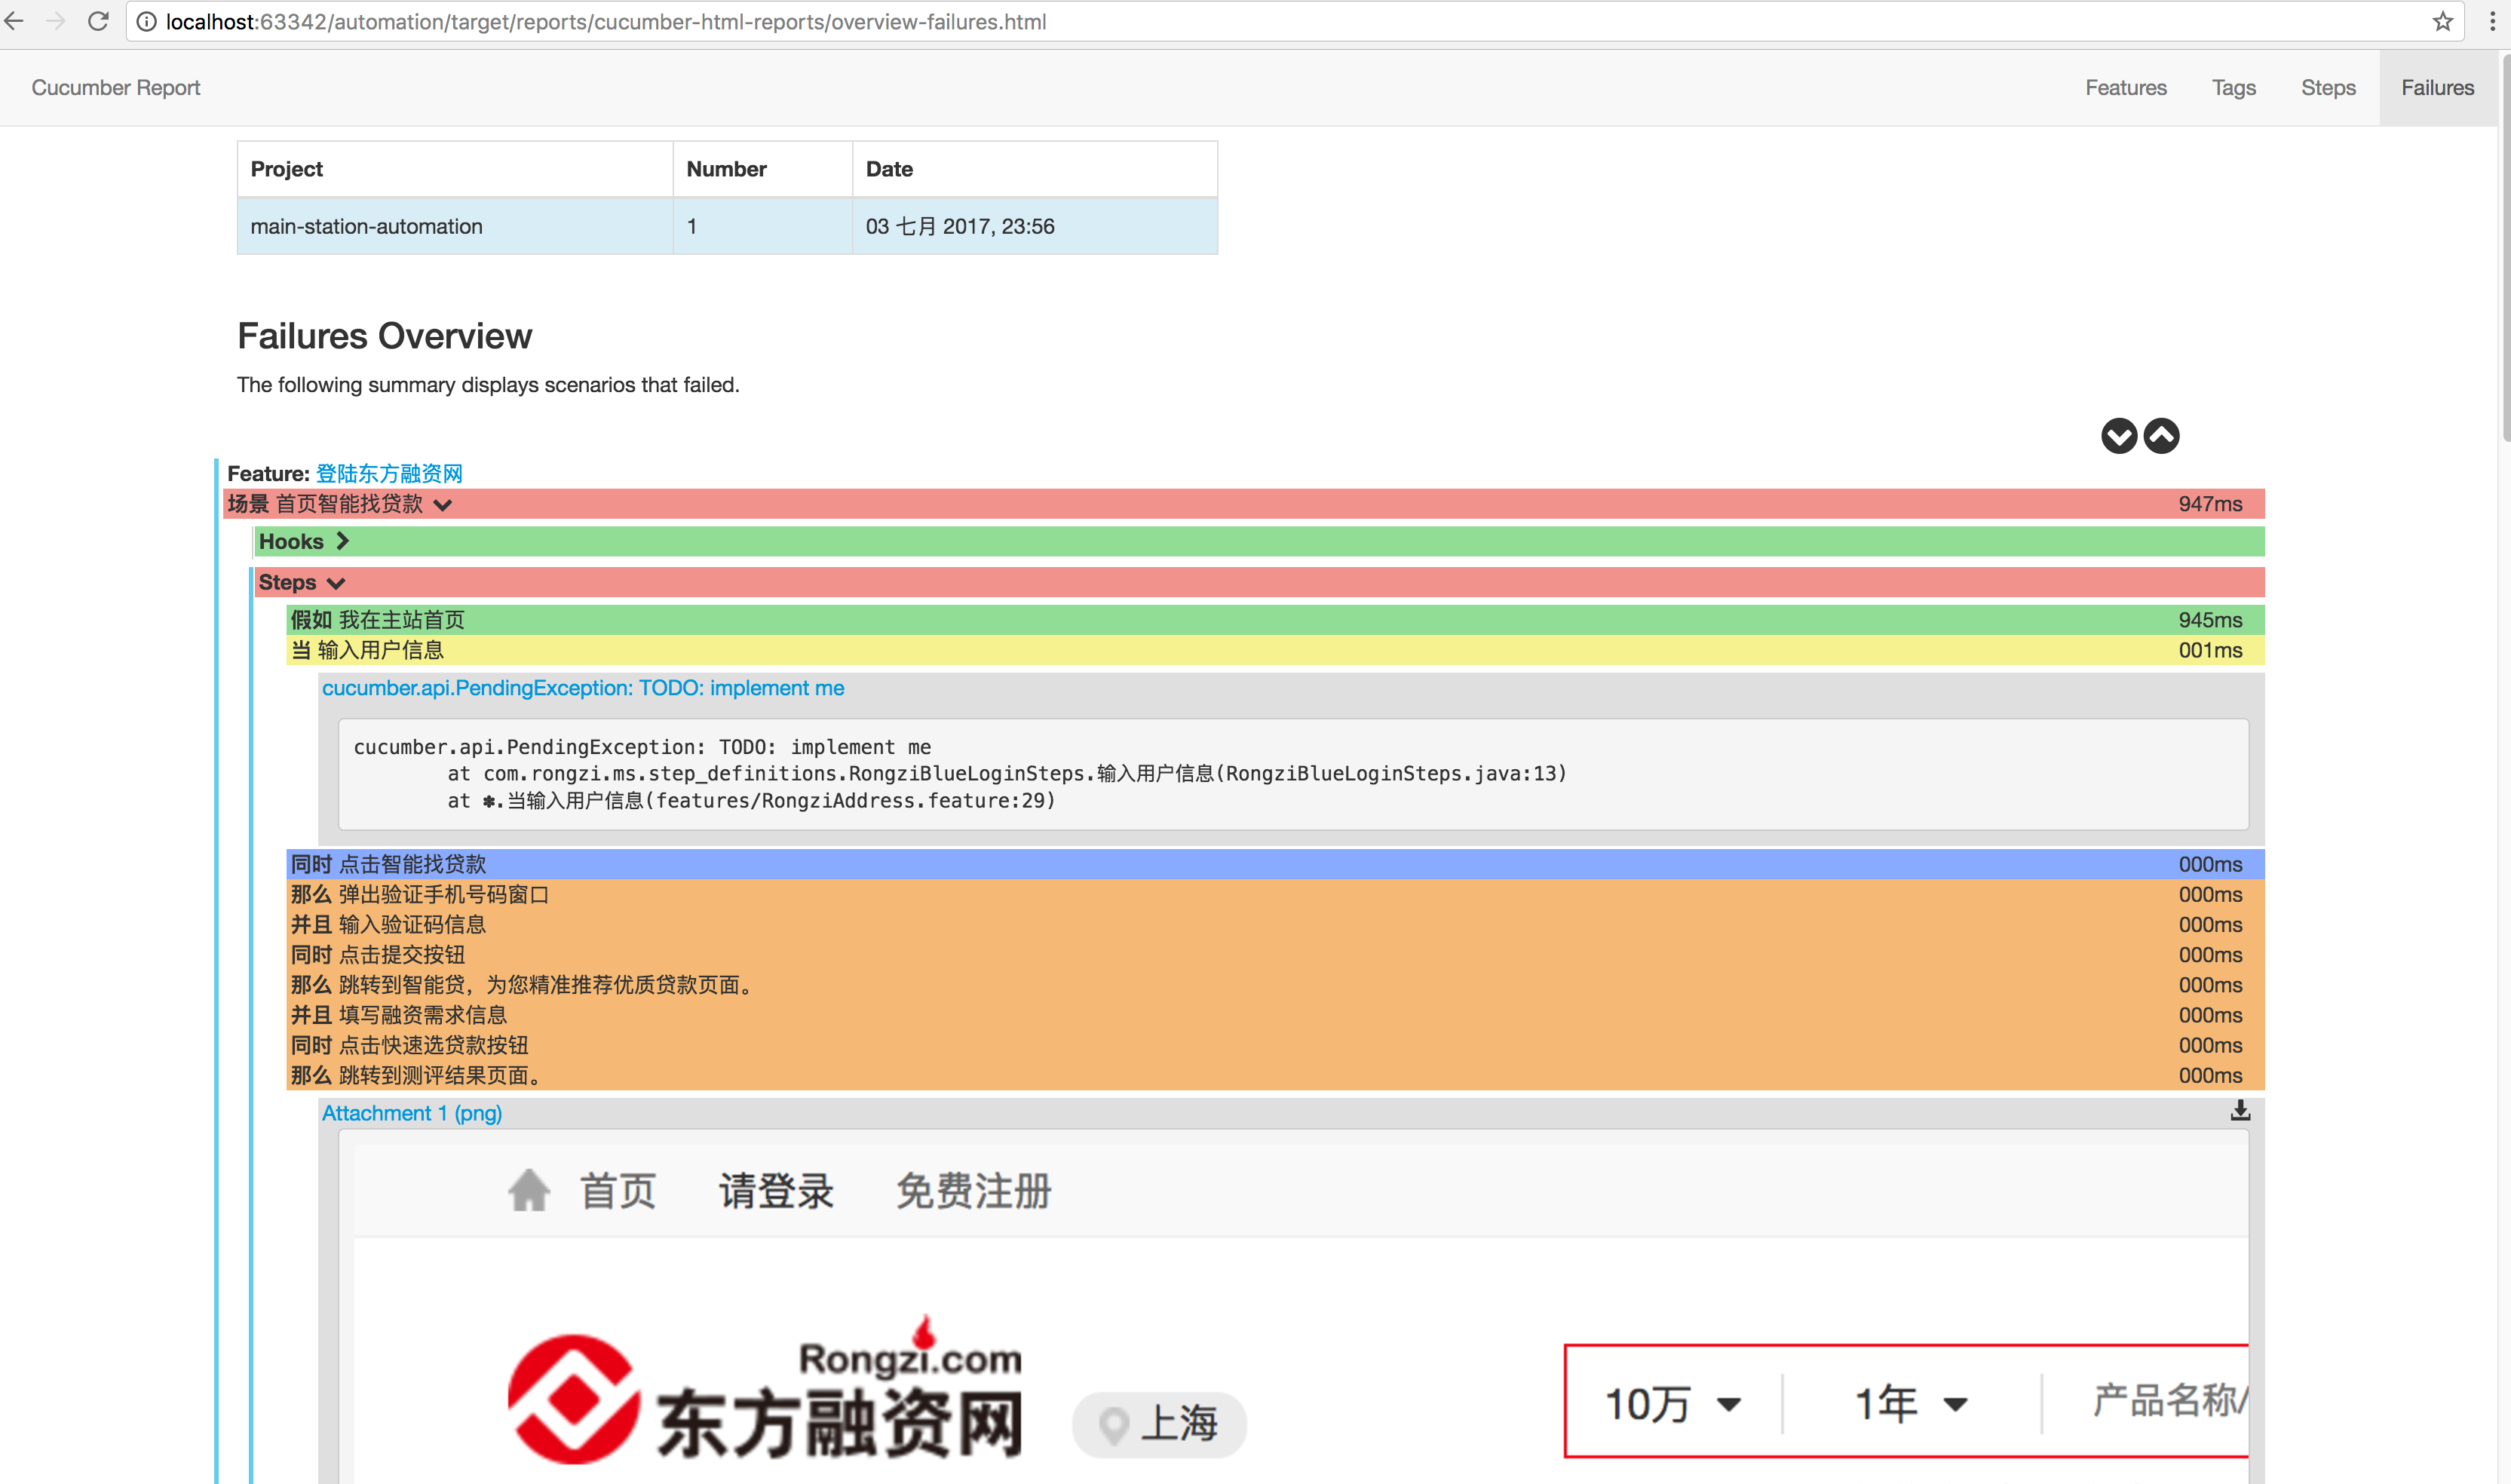 localhost:63342/automation/target/reports/cucumber-html-reports/overview-failures.html
Cucumber Report Features Tags Steps Failures
Project Number Date
main-station-automation 1 03 七月 2017, 23:56
Failures Overview
The following summary displays scenarios that failed.
Feature: 登陆东方融资网
场景 首页智能找贷款 947ms
Hooks
Steps
假如 我在主站首页 945ms
当 输入用户信息 001ms
cucumber.api.PendingException: TODO: implement me
cucumber.api.PendingException: TODO: implement me
at com.rongzi.ms.step_definitions.RongziBlueLoginSteps.输入用户信息(RongziBlueLoginSteps.java:13)
at ✽.当输入用户信息(features/RongziAddress.feature:29)
同时 点击智能找贷款 000ms
那么 弹出验证手机号码窗口 000ms
并且 输入验证码信息 000ms
同时 点击提交按钮 000ms
那么 跳转到智能贷，为您精准推荐优质贷款页面。 000ms
并且 填写融资需求信息 000ms
同时 点击快速选贷款按钮 000ms
那么 跳转到测评结果页面。 000ms
Attachment 1 (png)
首页 请登录 免费注册
Rongzi.com
东方融资网 上海 10万 1年 产品名称/